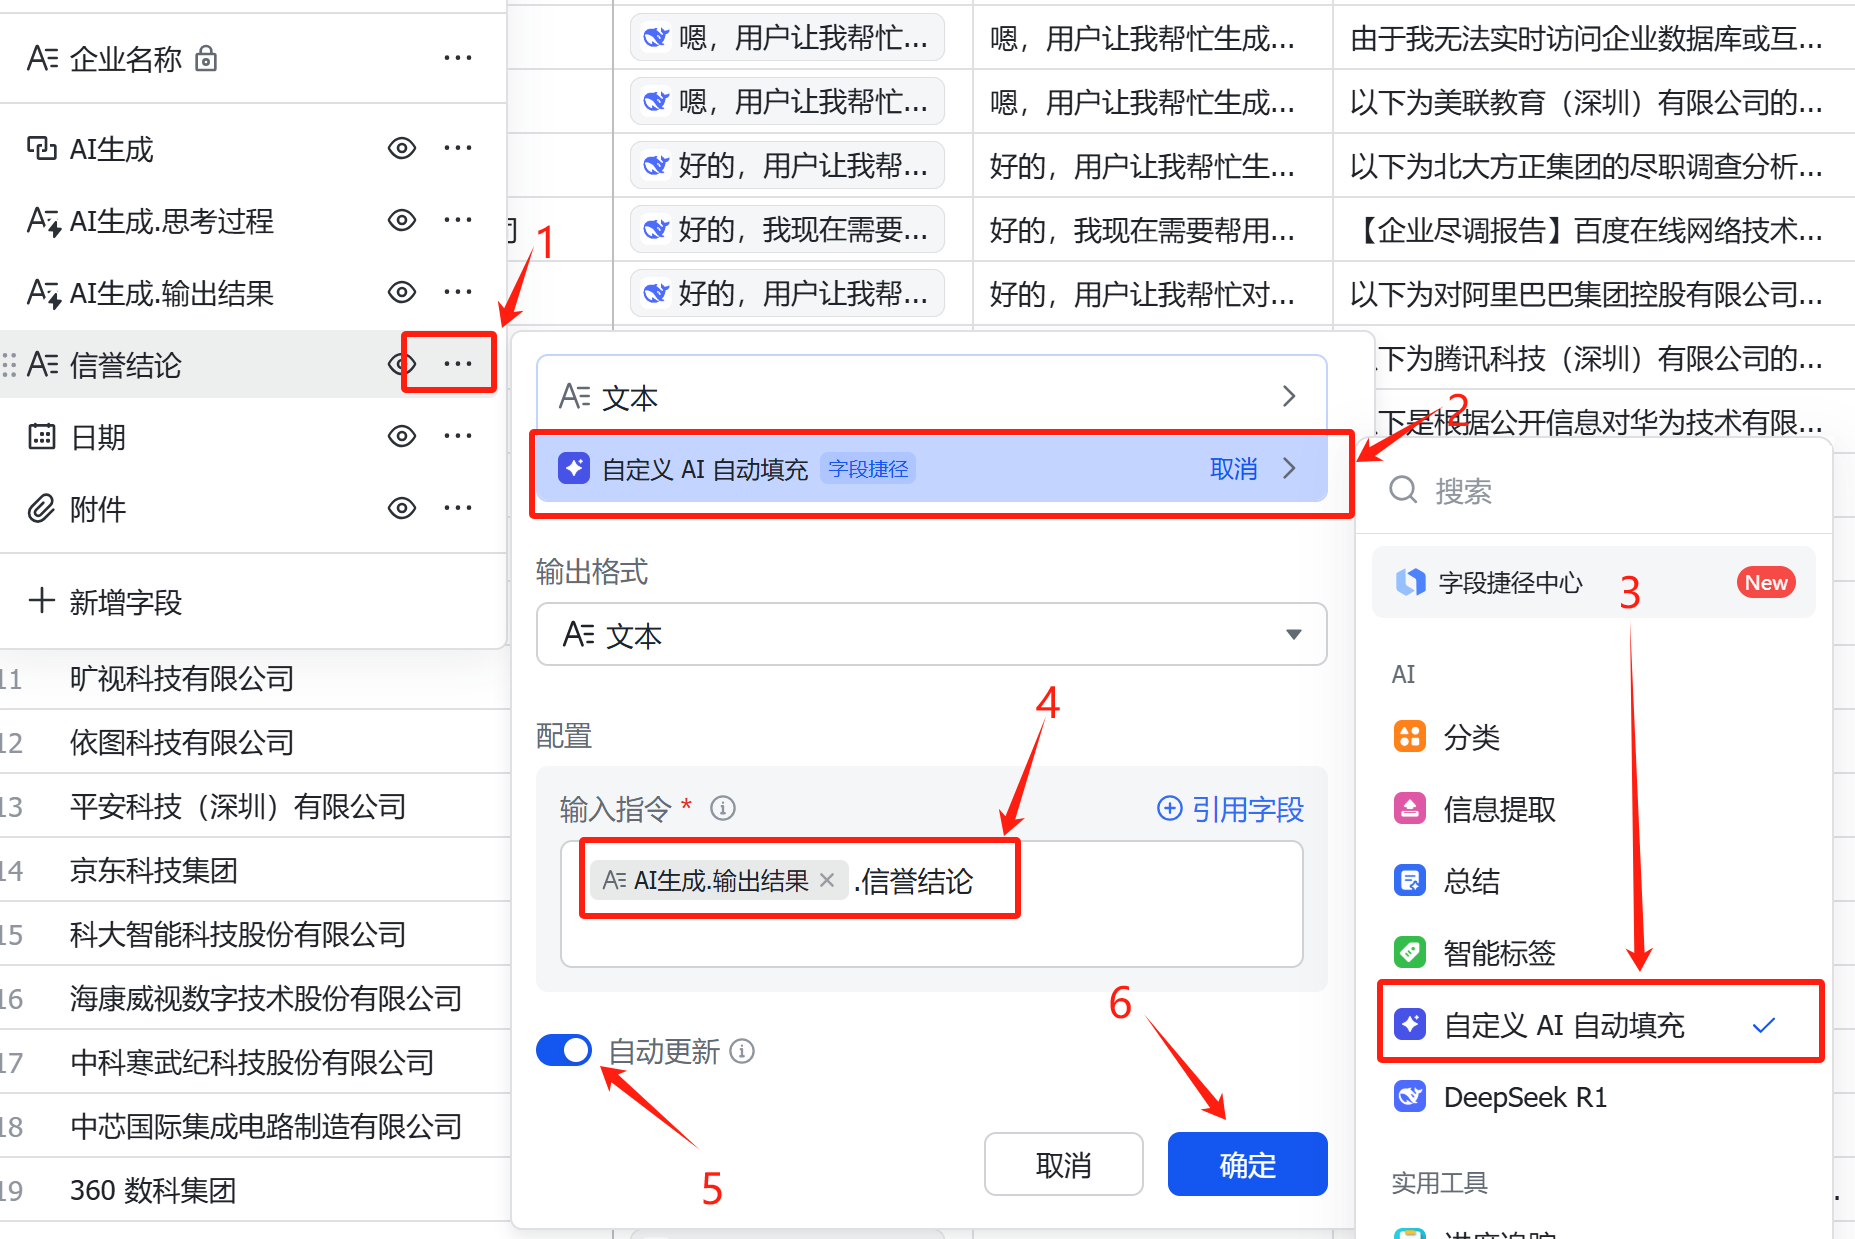 企业名称
AI生成
AI生成.思考过程
AI生成.输出结果
信誉结论
日期
附件
新增字段
11 旷视科技有限公司
12 依图科技有限公司
13 平安科技（深圳）有限公司
14 京东科技集团
15 科大智能科技股份有限公司
16 海康威视数字技术股份有限公司
17 中科寒武纪科技股份有限公司
18 中芯国际集成电路制造有限公司
19 360 数科集团
嗯，用户让我帮忙... 嗯，用户让我帮忙生成... 由于我无法实时访问企业数据库或互...
嗯，用户让我帮忙... 嗯，用户让我帮忙生成... 以下为美联教育（深圳）有限公司的...
好的，用户让我帮... 好的，用户让我帮忙生... 以下为北大方正集团的尽职调查分析...
好的，我现在需要... 好的，我现在需要帮用... 【企业尽调报告】百度在线网络技术...
好的，用户让我帮... 好的，用户让我帮忙对... 以下为对阿里巴巴集团控股有限公司...
下为腾讯科技（深圳）有限公司的...
下是根据公开信息对华为技术有限...
1
2
3
4
5
6
文本
自定义 AI 自动填充 字段捷径 取消
输出格式
文本
配置
输入指令 * 引用字段
AI生成.输出结果 × .信誉结论
自动更新
取消 确定
搜索
字段捷径中心 New
AI
分类
信息提取
总结
智能标签
自定义 AI 自动填充
DeepSeek R1
实用工具